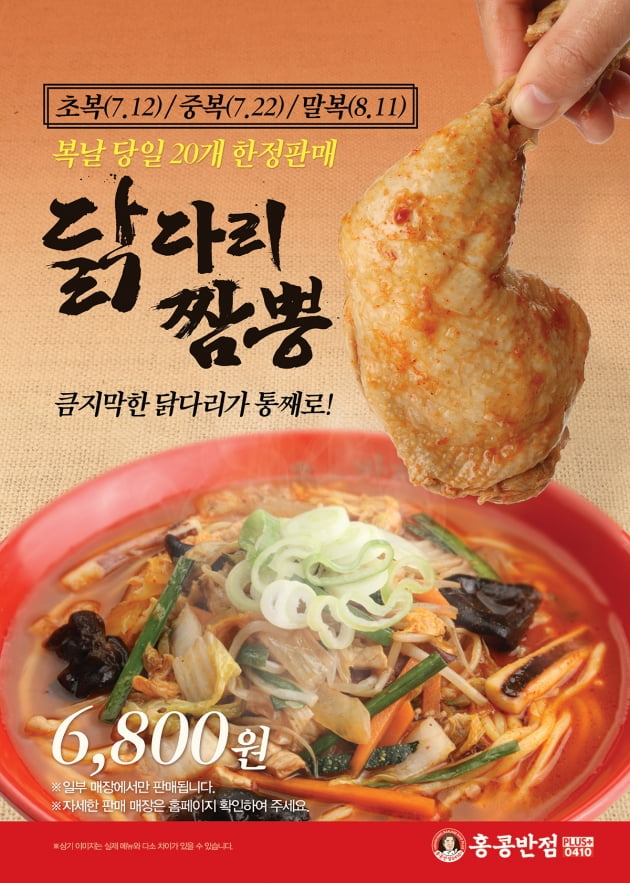 초복(7.12)/중복(7.22)/말복(8.11)
복날 당일 20개 한정판매
닭다리
짬뽕
큼지막한 닭다리가 통째로!
6,800원
※일부 매장에서만 판매됩니다.
※자세한 판매 매장은 홈페이지 확인하여 주세요.
※상기 이미지는 실제 메뉴와 다소 차이가 있을 수 있습니다.
홍콩반점 PLUS+ 0410